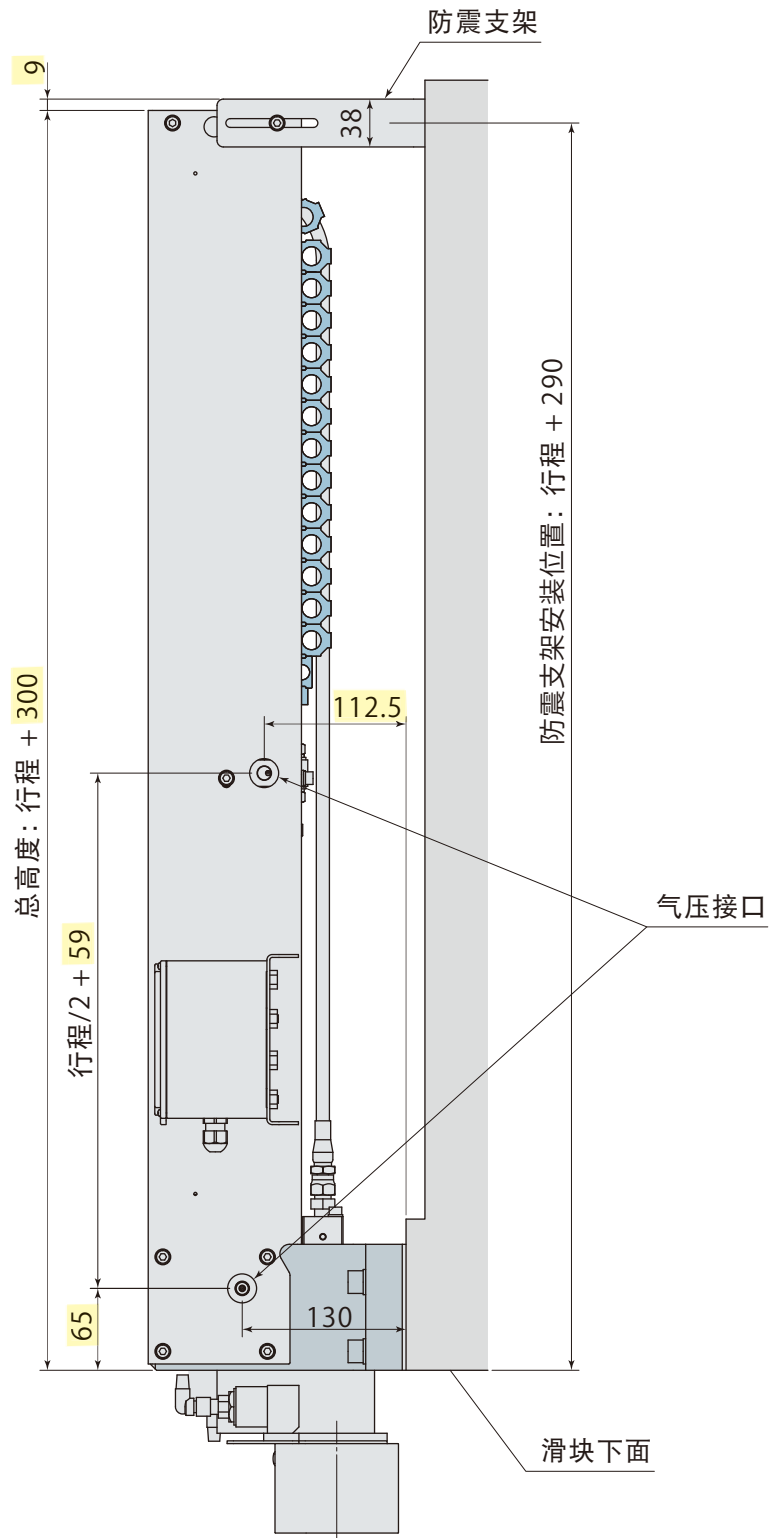 防震支架
9
38
防震支架安装位置：行程 + 290
总高度：行程 + 300
112.5
气压接口
行程/2 + 59
65
130
滑块下面